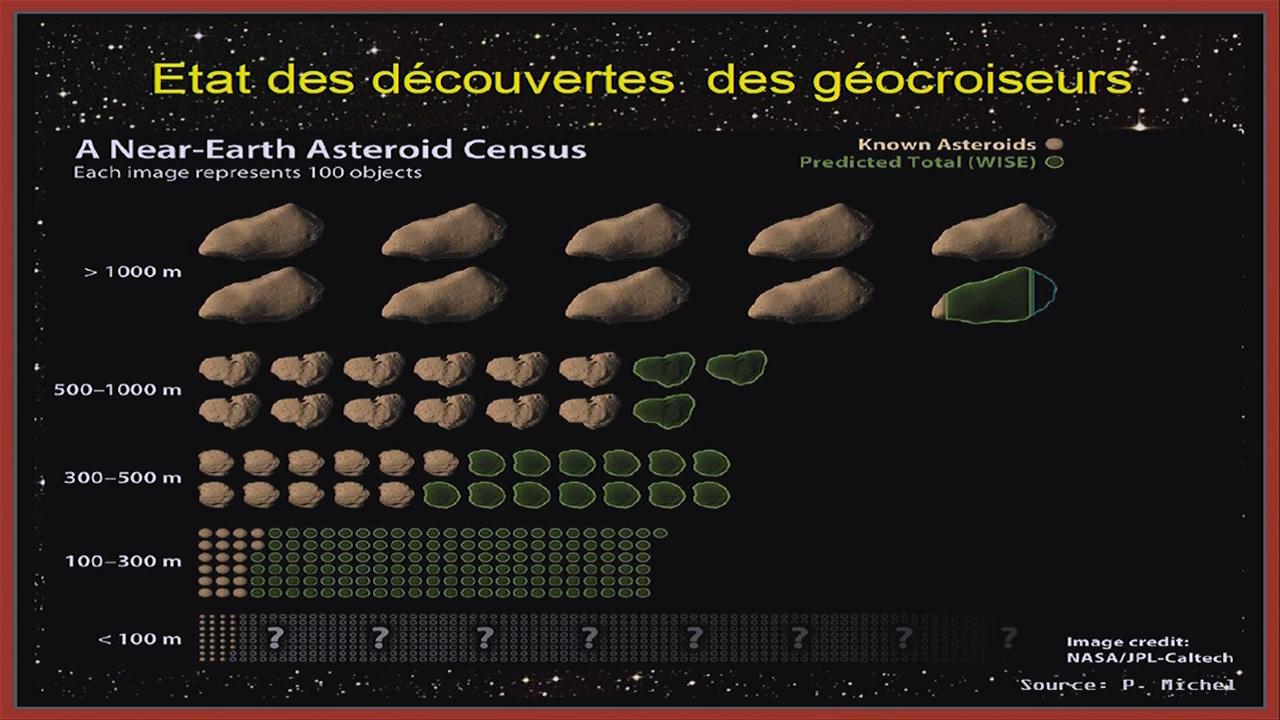 Etat des découvertes des géocroiseurs
A Near-Earth Asteroid Census
Each image represents 100 objects
Known Asteroids
Predicted Total (WISE)
> 1000 m
500–1000 m
300–500 m
100–300 m
< 100 m
? ? ? ? ? ? ? ?
Image credit:
NASA/JPL-Caltech
Source: P. Michel